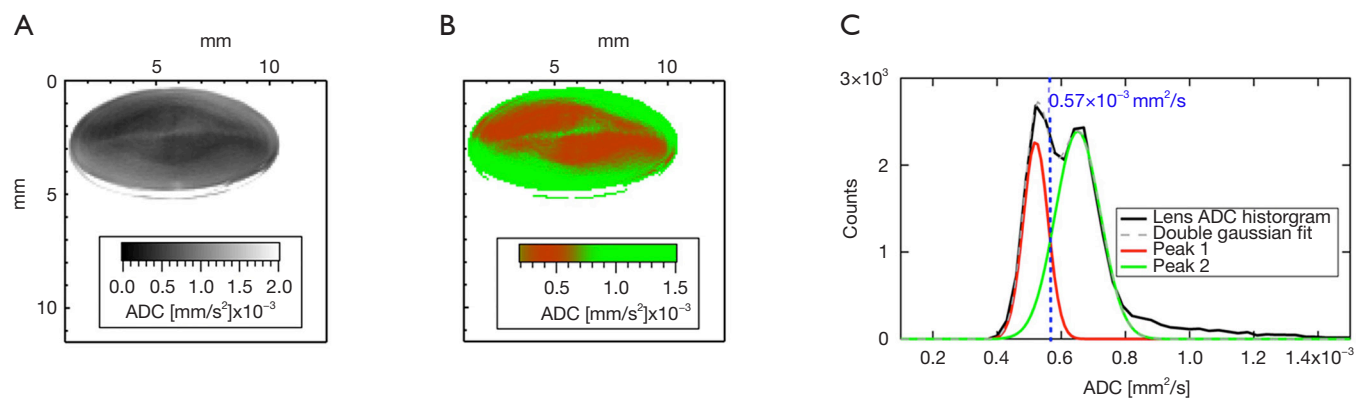 A
mm
5 10
0
mm
5
10
0.0 0.5 1.0 1.5 2.0
ADC [mm/s²]x10⁻³
B
mm
5 10
0.5 1.0 1.5
ADC [mm/s²]x10⁻³
C
3×10³
2
1
0
Counts
0.57×10⁻³ mm²/s
Lens ADC historgram
Double gaussian fit
Peak 1
Peak 2
0.2 0.4 0.6 0.8 1.0 1.2 1.4×10⁻³
ADC [mm²/s]